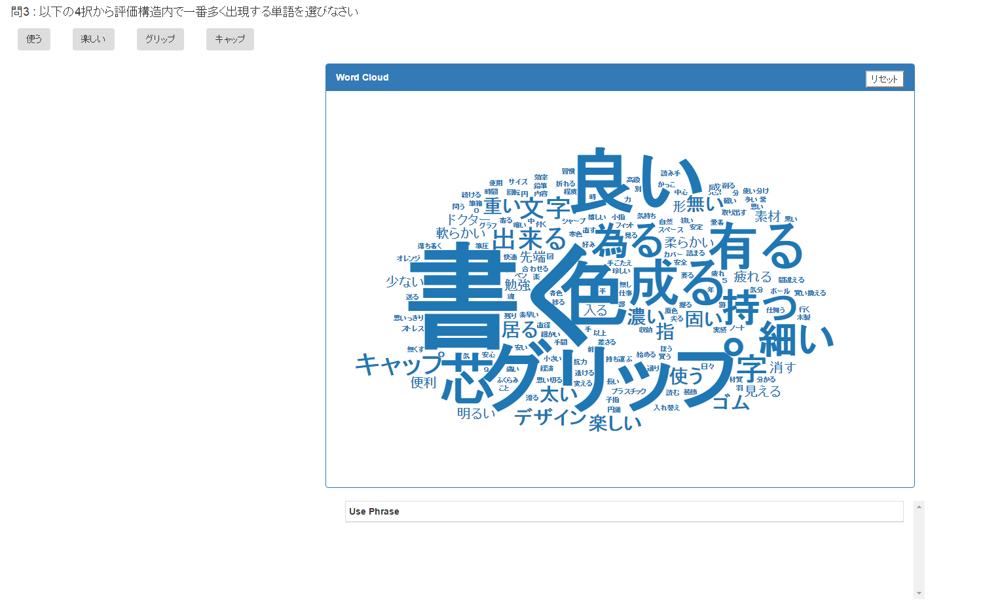 問3 : 以下の4択から評価構造内で一番多く出現する単語を選びなさい
使う 楽しい グリップ キャップ
Word Cloud リセット
良い
習慣 読み手
使用 サイズ 効率 折れる 高級 かっこ 感 削る
鉛筆 別
続ける 時間 回転 円 内容 程度 時 力 中心 分 使い分け
問う 筆箱 重い 文字 形 無い 軽い 多い 常
0 思い
取り出す 素材 黒い
ドクター グラフ 宿る 暗い 中 付く シャープ 嬉しい 小指 気持ち 自然 狭い 愛着
フィット スペース 安定
軟らかい 出来る 寒色 直す 為る 見る 柔らかい 有る
落ち着く 筆圧 好み カバー 詰まる
オレンジ 快適 先端 図 手ごたえ 安全
書く 合わせる 珍しい 要る 疲れ
少ない 勉強 ペン 楽 色 成る 5 疲れる 間違える
送る 魂 青色 半 無し 仕事 年 気分 ボール 買い換える
捗る 部 握る 跡 持つ 仕舞う 行く
思いっきり 残り 素早い 入る 濃い 原色 尖る 固い 木製
ストレス 居る 直径 細かい 手 以上 収納 指 実感 ノート 細い
無くす 安い 手間 差さる 前 ほう 。
キャップ 芯 気 安心 グリップ 小さい 抗力 持ち運ぶ 始める 買う 字 消す
便利 9 痛い 経済 透ける 通り 使う 日々
ふくらみ 思い切る 変える 長い 材質 分かる
こと 太い プラスチック 読む 装飾 羽 見える
滑る 子指 ゴム
明るい デザイン 円錐 入れ替え
楽しい
Use Phrase